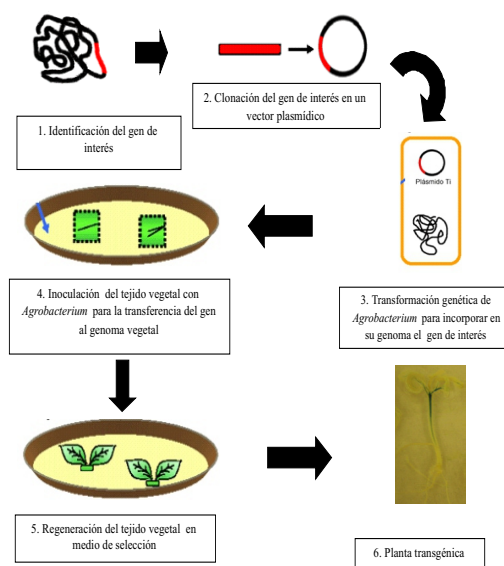 2. Clonación del gen de interés en un
vector plasmídico
1. Identificación del gen de
interés
Plásmido Ti
4. Inoculación del tejido vegetal con
Agrobacterium para la transferencia del gen
al genoma vegetal
3. Transformación genética de
Agrobacterium para incorporar en
su genoma el gen de interés
5. Regeneración del tejido vegetal en
medio de selección
6. Planta transgénica